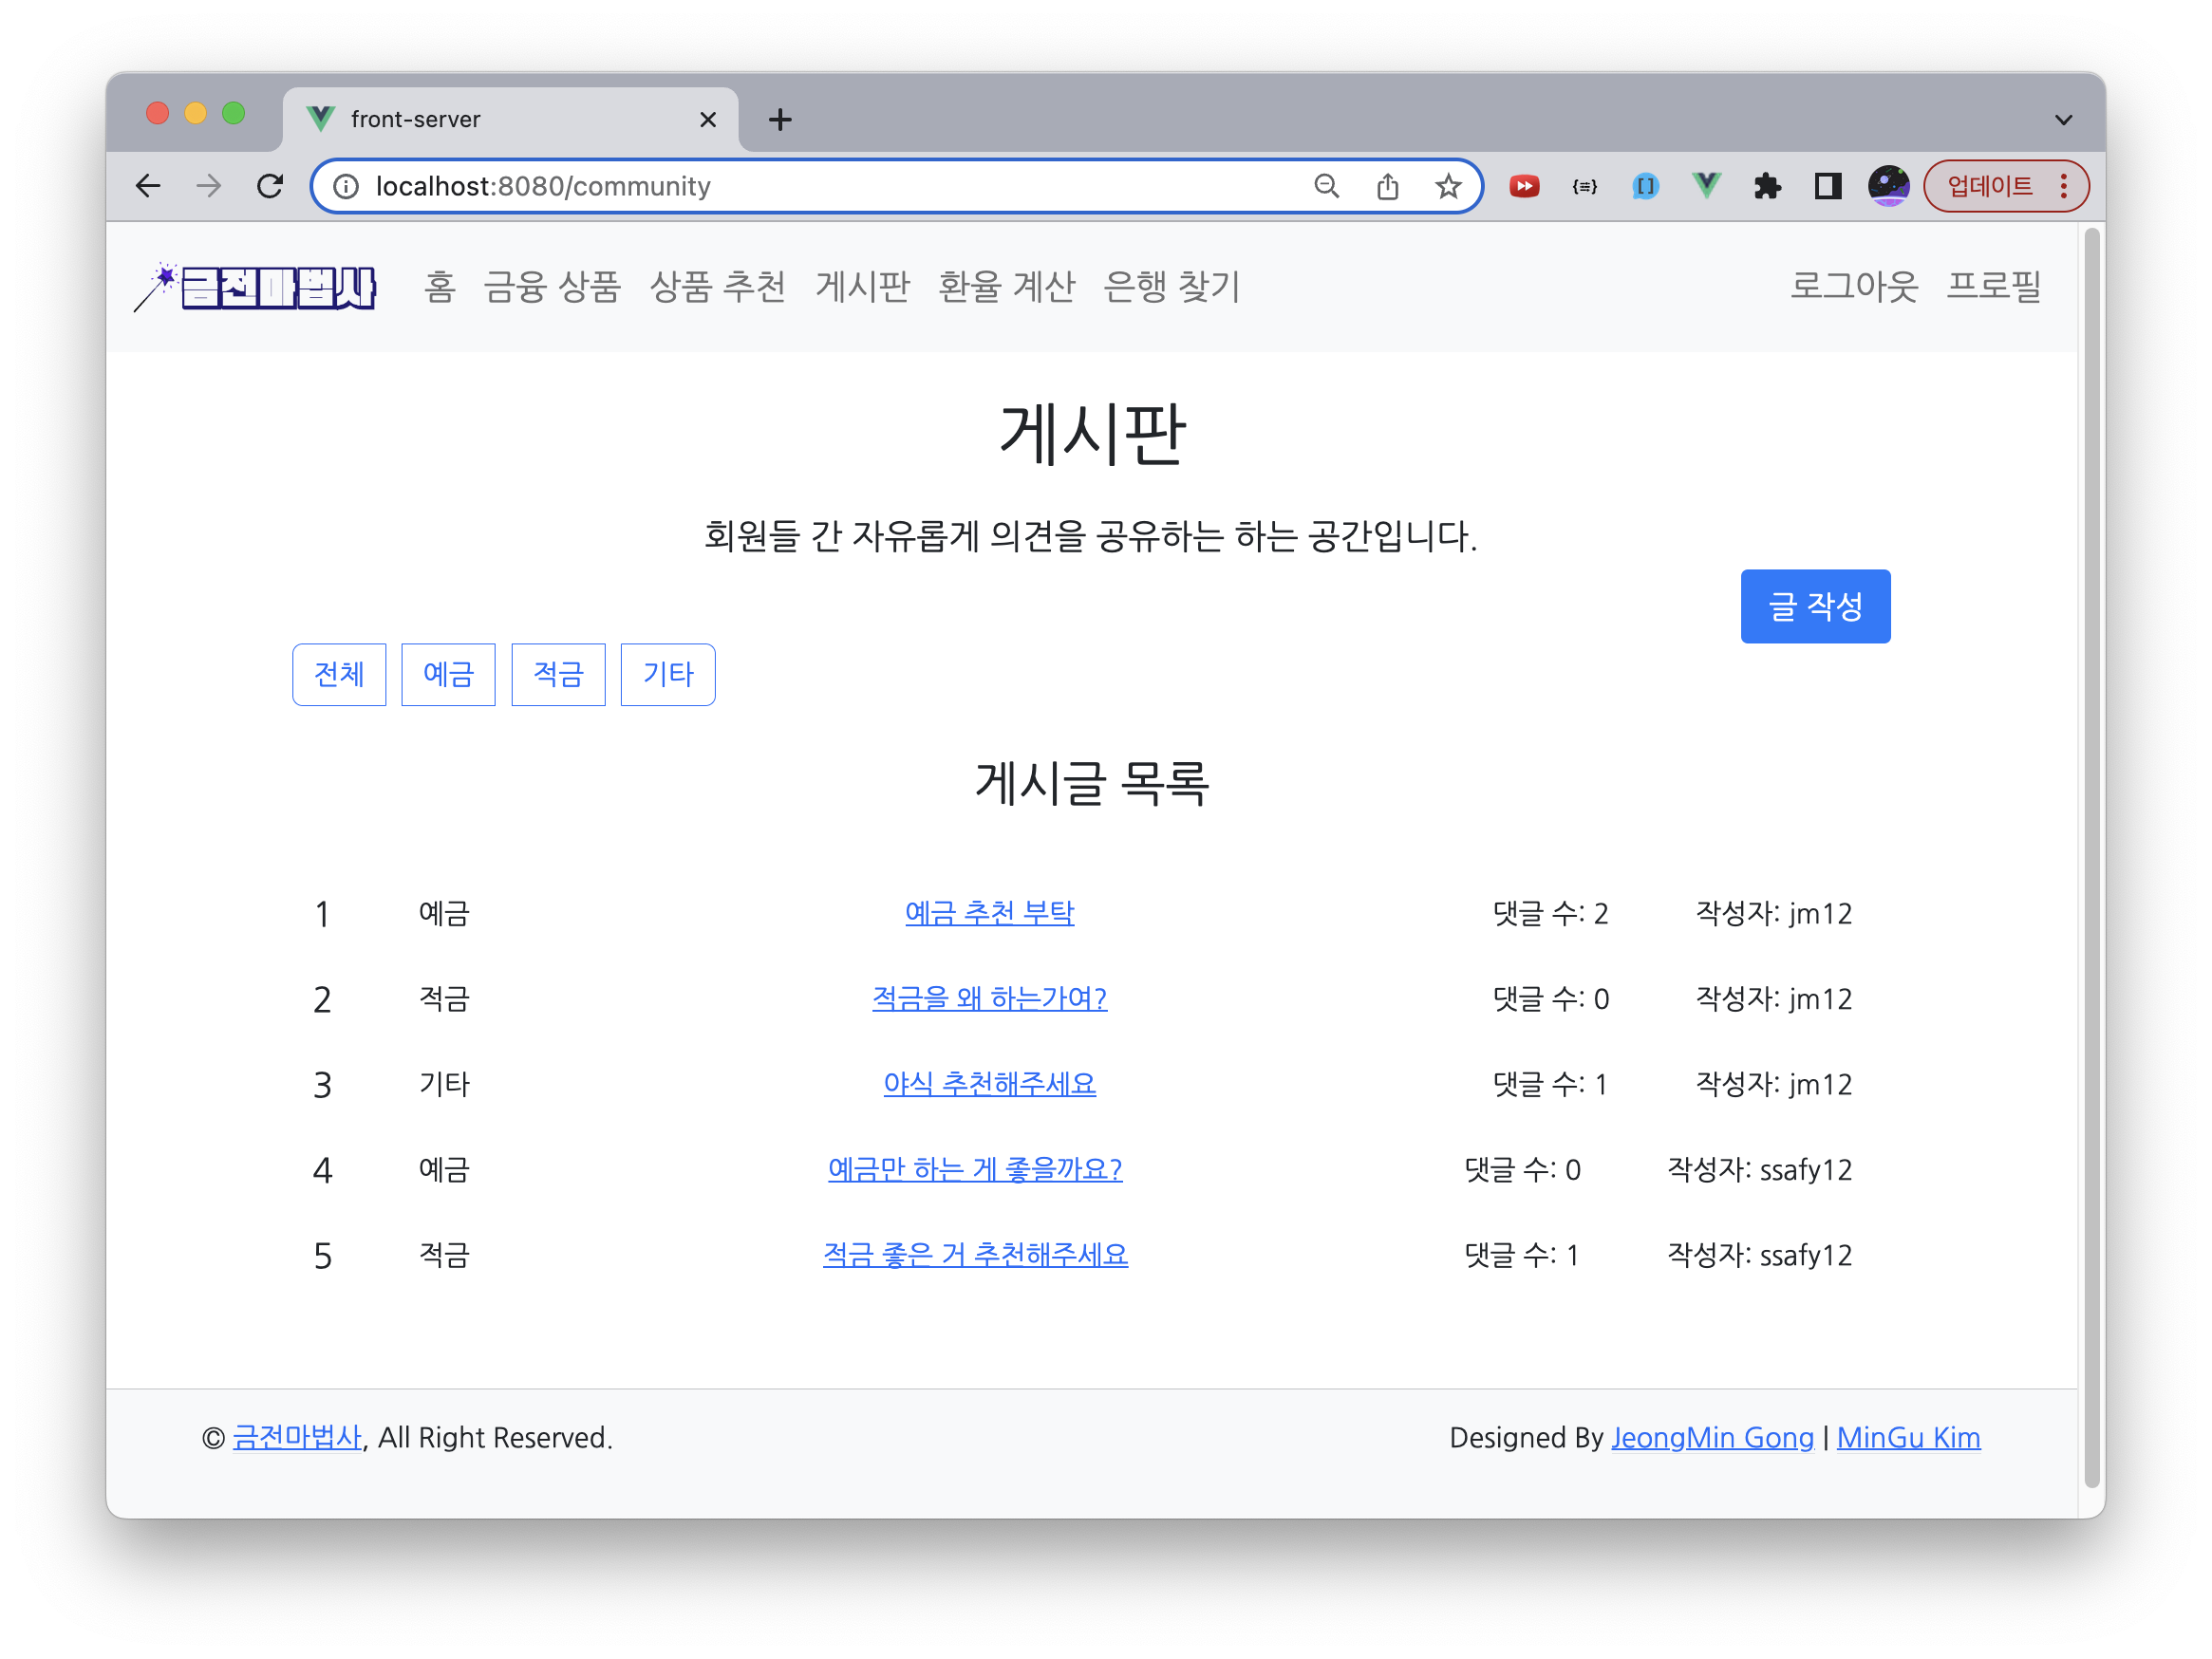 front-server
localhost:8080/community
업데이트
금전마법사 홈 금융 상품 상품 추천 게시판 환율 계산 은행 찾기 로그아웃 프로필
게시판
회원들 간 자유롭게 의견을 공유하는 하는 공간입니다.
글 작성
전체 예금 적금 기타
게시글 목록
1 예금 예금 추천 부탁 댓글 수: 2 작성자: jm12
2 적금 적금을 왜 하는가여? 댓글 수: 0 작성자: jm12
3 기타 야식 추천해주세요 댓글 수: 1 작성자: jm12
4 예금 예금만 하는 게 좋을까요? 댓글 수: 0 작성자: ssafy12
5 적금 적금 좋은 거 추천해주세요 댓글 수: 1 작성자: ssafy12
© 금전마법사, All Right Reserved. Designed By JeongMin Gong | MinGu Kim